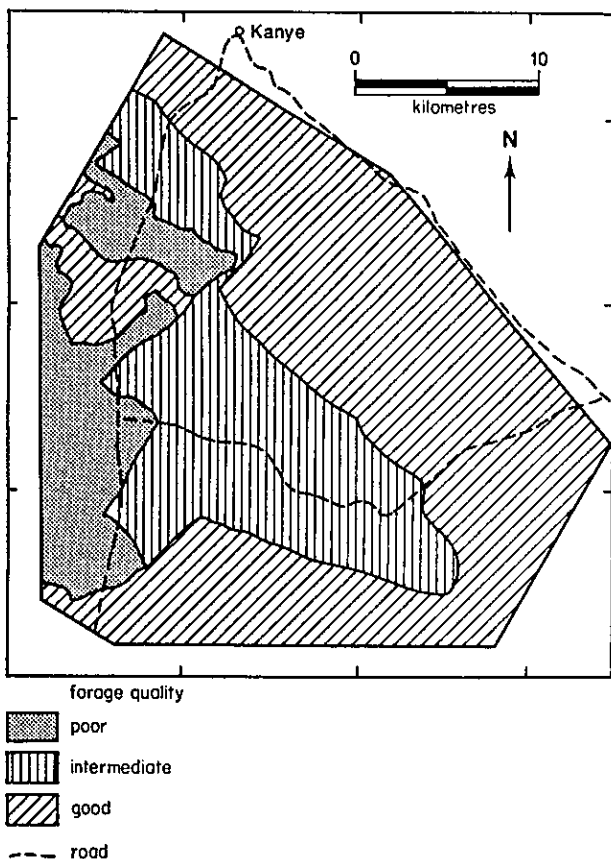 Kanye
0 10
kilometres
N
forage quality
poor
intermediate
good
road